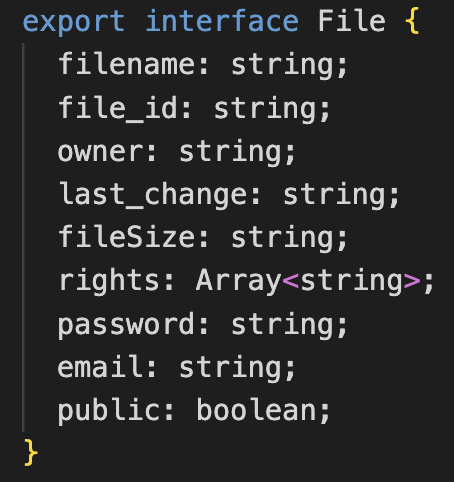 export interface File {
filename: string;
file_id: string;
owner: string;
last_change: string;
fileSize: string;
rights: Array<string>;
password: string;
email: string;
public: boolean;
}